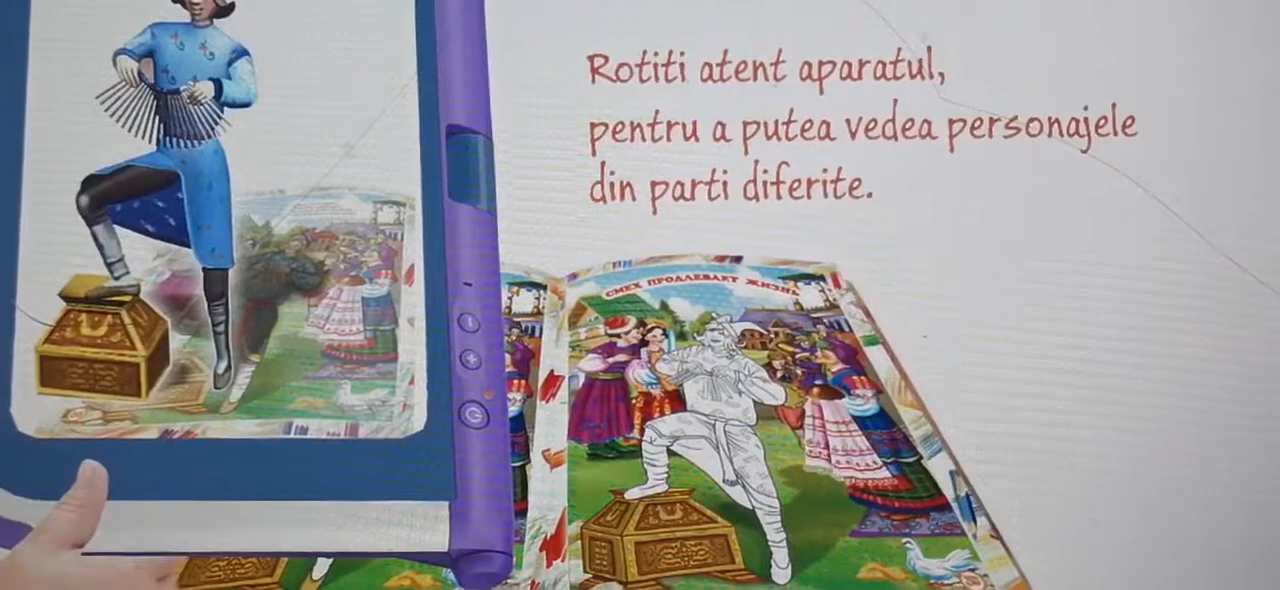 Rotiti atent aparatul,
pentru a putea vedea personajele
din parti diferite.
СМЕХ ПРОДЛЕВАЕТ ЖИЗНЬ